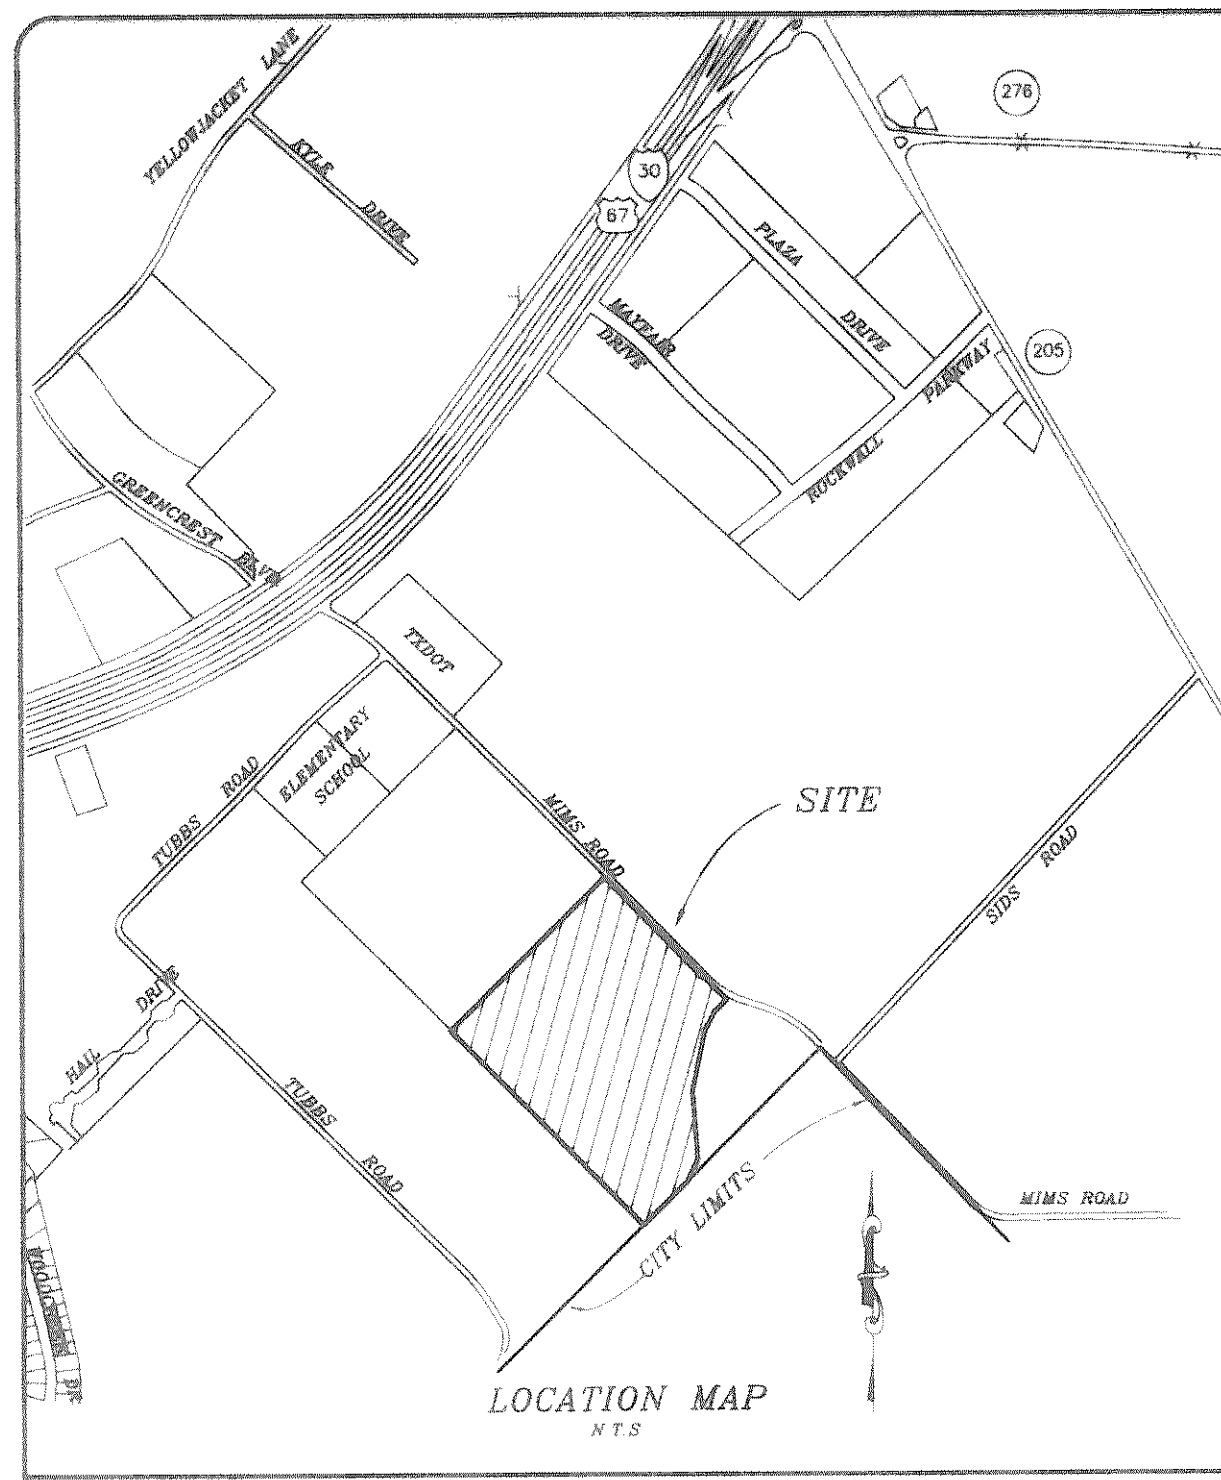 YELLOWJACKET LANE
KYLE DRIVE
276
30
67
PLAZA DRIVE
MAYFAIR
DRIVE
205
ROCKWALL PARKWAY
GREENCREST BLVD
TXDOT
ELEMENTARY
SCHOOL
TUBBS ROAD
MIMS ROAD
SITE
SIDS ROAD
HAIL DRIVE
TUBBS ROAD
CITY LIMITS
MIMS ROAD
DR
LOCATION MAP
N.T.S